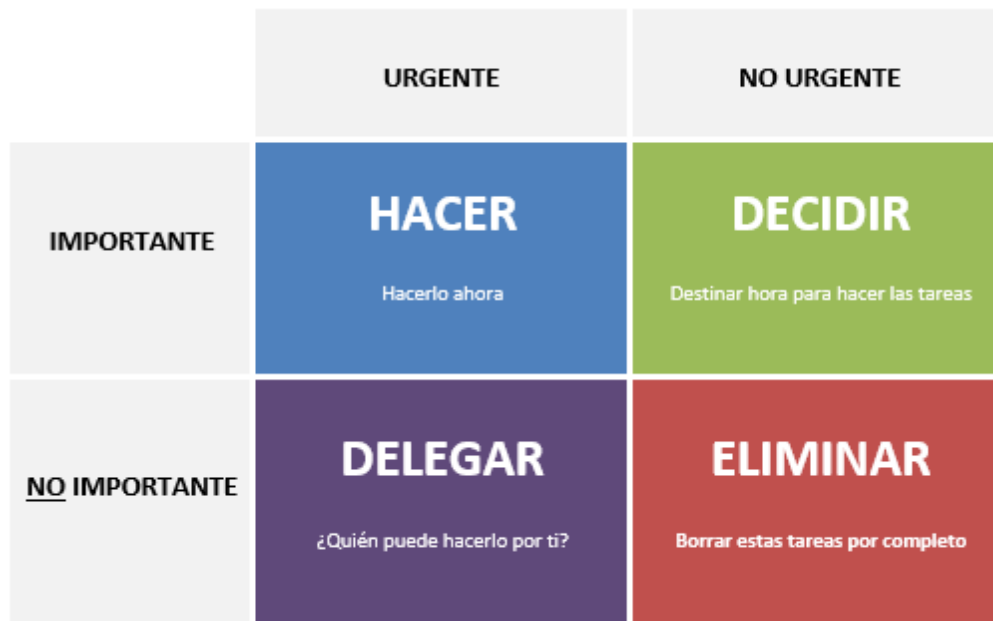 URGENTE
NO URGENTE
IMPORTANTE
HACER
Hacerlo ahora
DECIDIR
Destinar hora para hacer las tareas
NO IMPORTANTE
DELEGAR
¿Quién puede hacerlo por ti?
ELIMINAR
Borrar estas tareas por completo